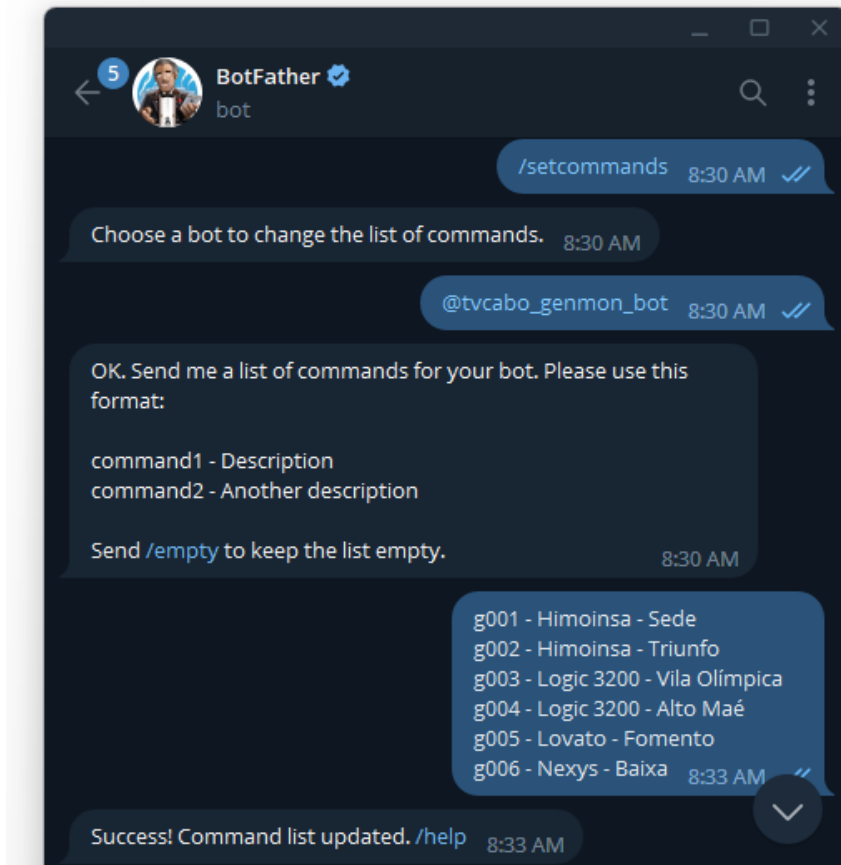 5
BotFather
bot
/setcommands 8:30 AM
Choose a bot to change the list of commands. 8:30 AM
@tvcabo_genmon_bot 8:30 AM
OK. Send me a list of commands for your bot. Please use this
format:
command1 - Description
command2 - Another description
Send /empty to keep the list empty. 8:30 AM
g001 - Himoinsa - Sede
g002 - Himoinsa - Triunfo
g003 - Logic 3200 - Vila Olímpica
g004 - Logic 3200 - Alto Maé
g005 - Lovato - Fomento
g006 - Nexys - Baixa 8:33 AM
Success! Command list updated. /help 8:33 AM